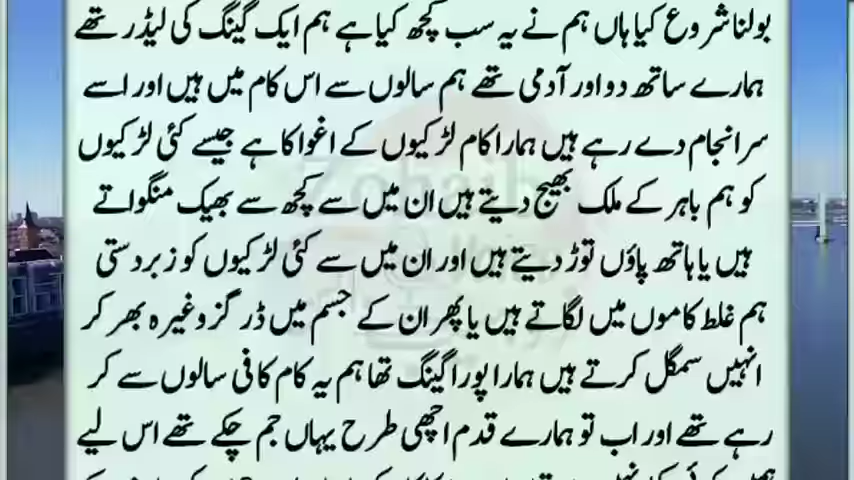 بولنا شروع کیا ہاں ہم نے یہ سب کچھ کیا ہے ہم ایک گینگ کی لیڈر تھے
ہمارے ساتھ دو اور آدمی تھے ہم سالوں سے اس کام میں ہیں اور اسے
سر انجام دے رہے ہیں ہمارا کام لڑکیوں کے اغوا کا ہے جیسے کئی لڑکیوں
کو ہم باہر کے ملک بھیج دیتے ہیں ان میں سے کچھ سے بھیک منگواتے
ہیں یا ہاتھ پاؤں توڑ دیتے ہیں اور ان میں سے کئی لڑکیوں کو زبردستی
ہم غلط کاموں میں لگاتے ہیں یا پھر ان کے جسم میں ڈرگز وغیرہ بھر کر
انہیں سمگل کرتے ہیں ہمارا پورا گینگ تھا ہم یہ کام کافی سالوں سے کر
رہے تھے اور اب تو ہمارے قدم اچھی طرح یہاں جم چکے تھے اس لیے